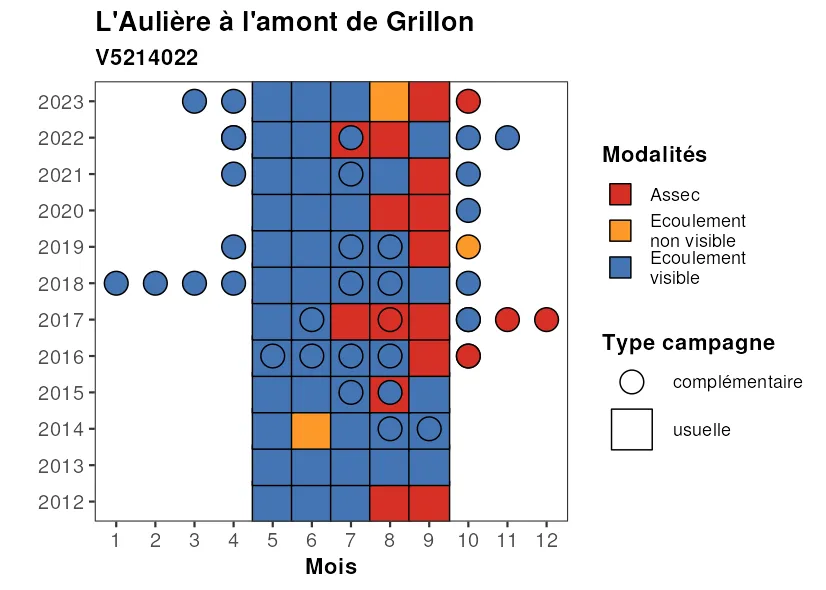 L'Aulière à l'amont de Grillon
V5214022
2023
2022
2021
2020
2019
2018
2017
2016
2015
2014
2013
2012
1 2 3 4 5 6 7 8 9 10 11 12
Mois
Modalités
Assec
Ecoulement
non visible
Ecoulement
visible
Type campagne
complémentaire
usuelle